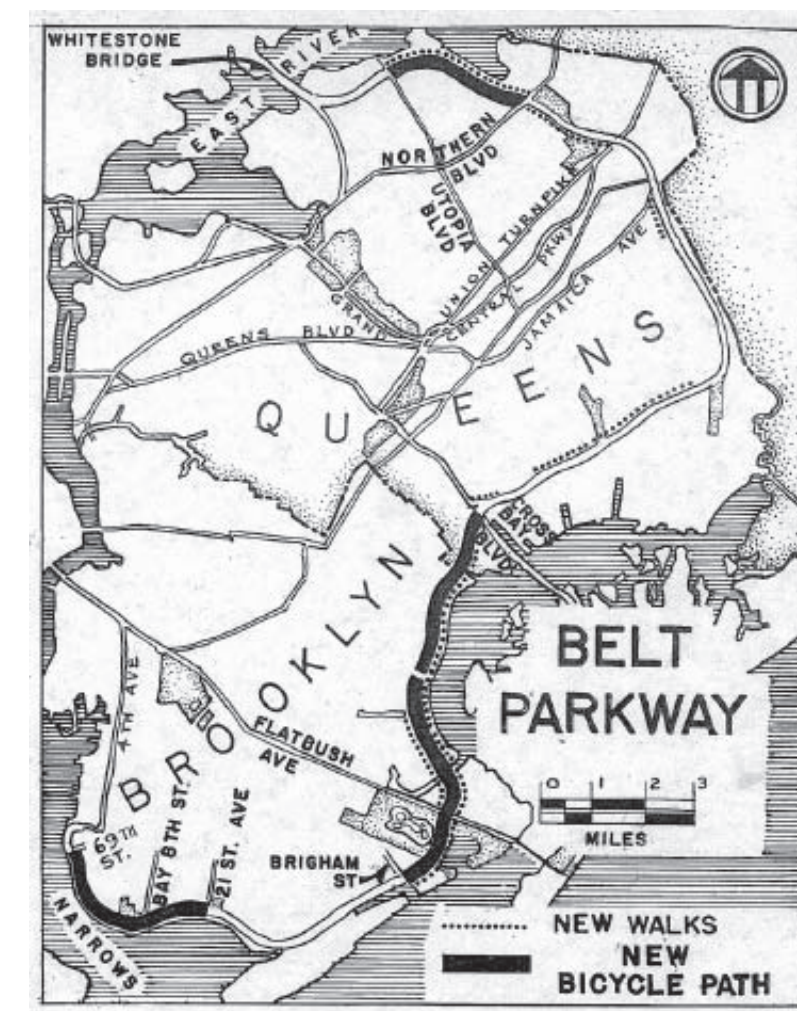 WHITESTONE
BRIDGE
EAST RIVER
NORTHERN
BLVD
UTOPIA
BLVD
UNION TURNPIKE
GRAND CENTRAL PKWY
JAMAICA AVE
QUEENS BLVD
QUEENS
CROSS
BAY
BLVD.
BROOKLYN
BELT
PARKWAY
4TH AVE
FLATBUSH
AVE
0 1 2 3
MILES
69TH
ST.
BAY 8TH ST.
21 ST. AVE
BRIGHAM
ST
NARROWS
NEW WALKS
NEW
BICYCLE PATH